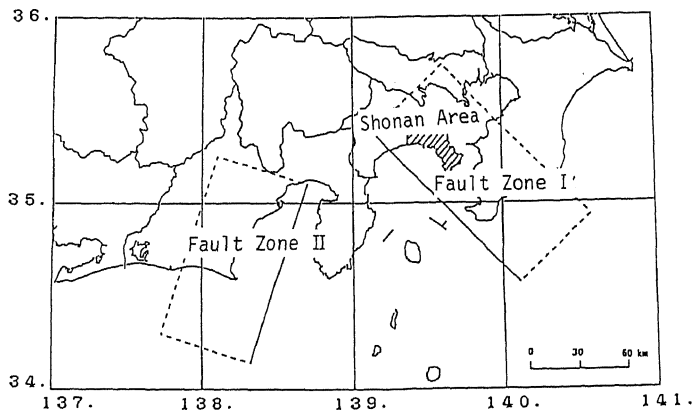 36.
Shonan Area
Fault Zone I'
35.
Fault Zone II
0 30 60 km
34.
137. 138. 139. 140. 141.